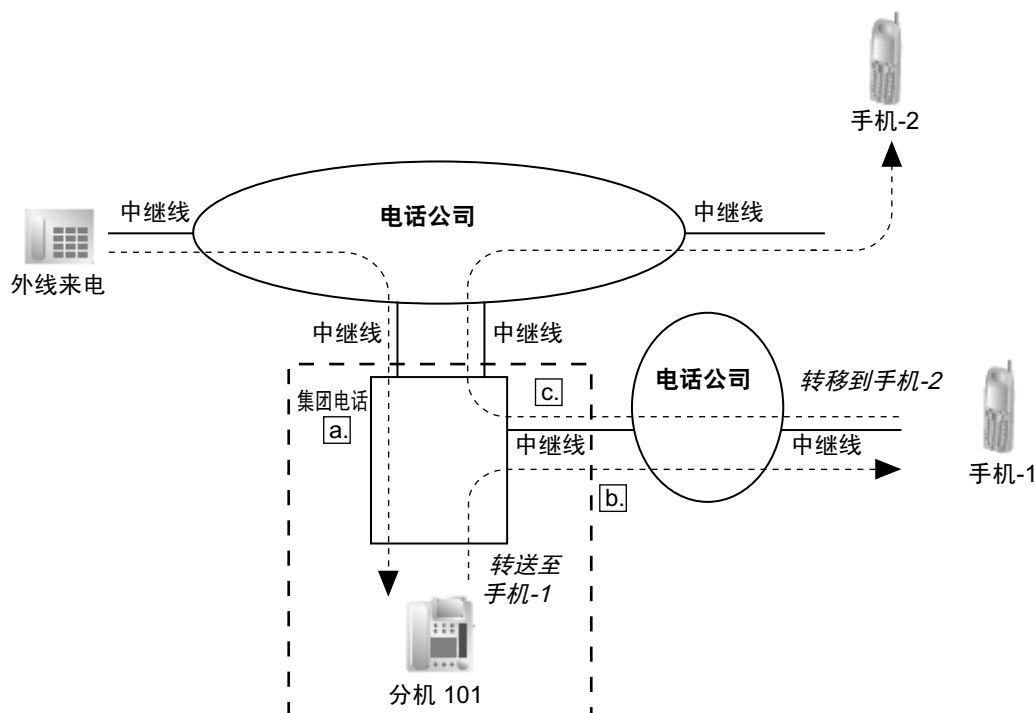 手机-2
中继线
电话公司
中继线
外线来电
中继线
中继线
电话公司
转移到手机-2
集团电话
a.
c.
中继线
中继线
手机-1
b.
转送至
手机-1
分机 101